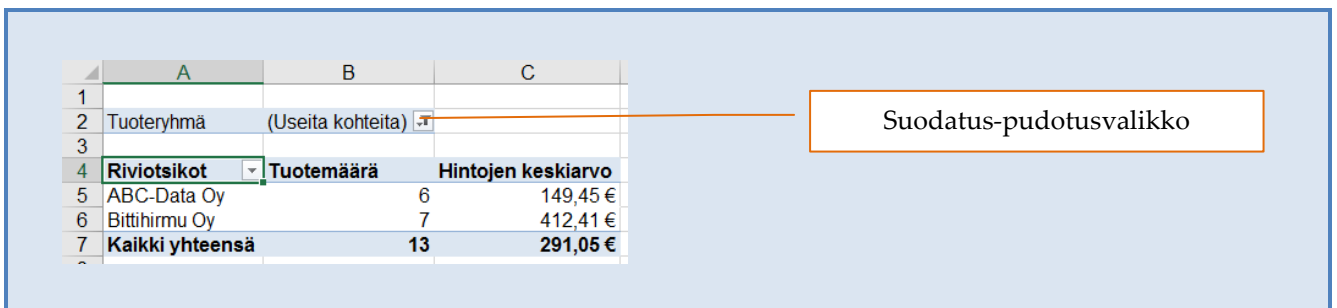 A B C
1
2 Tuoteryhmä (Useita kohteita)
3
4 Riviotsikot Tuotemäärä Hintojen keskiarvo
5 ABC-Data Oy 6 149,45 €
6 Bittihirmu Oy 7 412,41 €
7 Kaikki yhteensä 13 291,05 €
Suodatus-pudotusvalikko